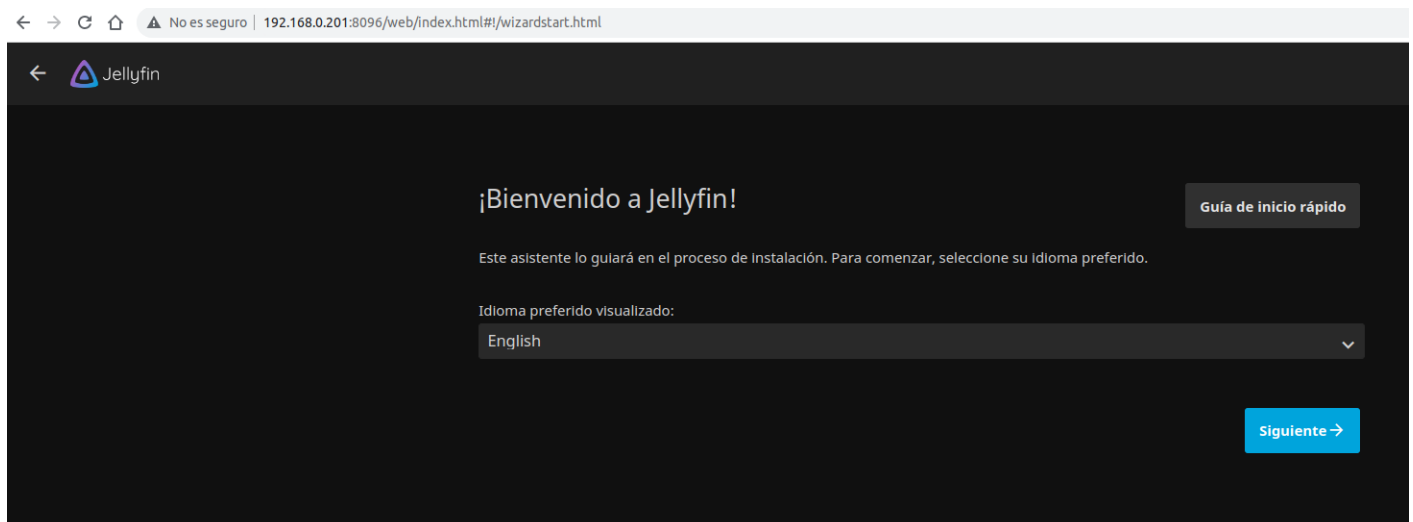 No es seguro | 192.168.0.201:8096/web/index.html#!/wizardstart.html
Jellyfin
¡Bienvenido a Jellyfin!
Guía de inicio rápido
Este asistente lo guiará en el proceso de instalación. Para comenzar, seleccione su idioma preferido.
Idioma preferido visualizado:
English
Siguiente